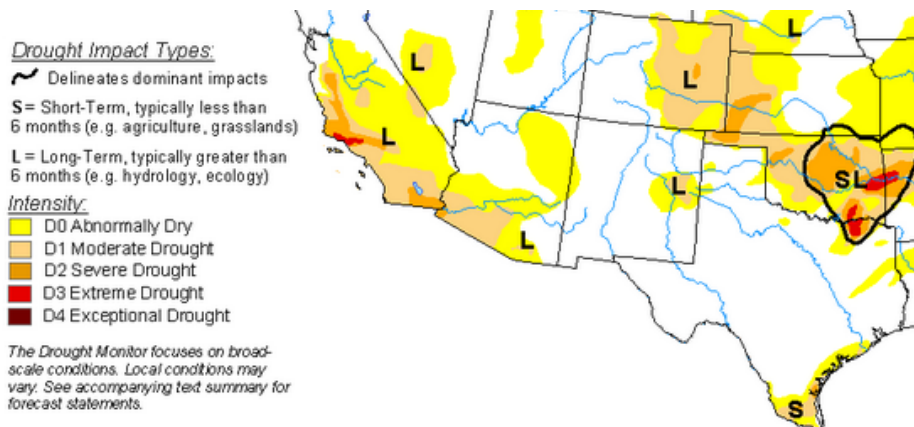 Drought Impact Types:
Delineates dominant impacts
S = Short-Term, typically less than
6 months (e.g. agriculture, grasslands)
L = Long-Term, typically greater than
6 months (e.g. hydrology, ecology)
Intensity:
D0 Abnormally Dry
D1 Moderate Drought
D2 Severe Drought
D3 Extreme Drought
D4 Exceptional Drought
The Drought Monitor focuses on broad-
scale conditions. Local conditions may
vary. See accompanying text summary for
forecast statements.
L
L
L
L
L
L
L
SL
S